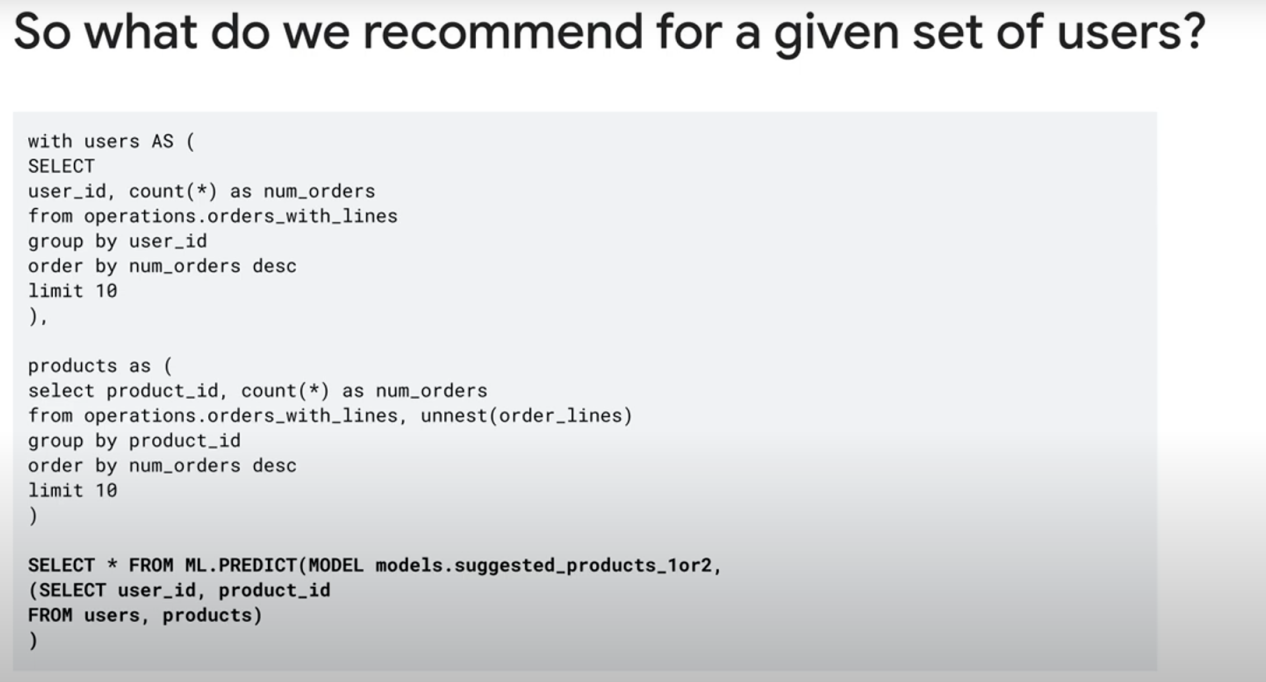 So what do we recommend for a given set of users?
with users AS (
SELECT
user_id, count(*) as num_orders
from operations.orders_with_lines
group by user_id
order by num_orders desc
limit 10
),
products as (
select product_id, count(*) as num_orders
from operations.orders_with_lines, unnest(order_lines)
group by product_id
order by num_orders desc
limit 10
)
SELECT * FROM ML.PREDICT(MODEL models.suggested_products_1or2,
(SELECT user_id, product_id
FROM users, products)
)